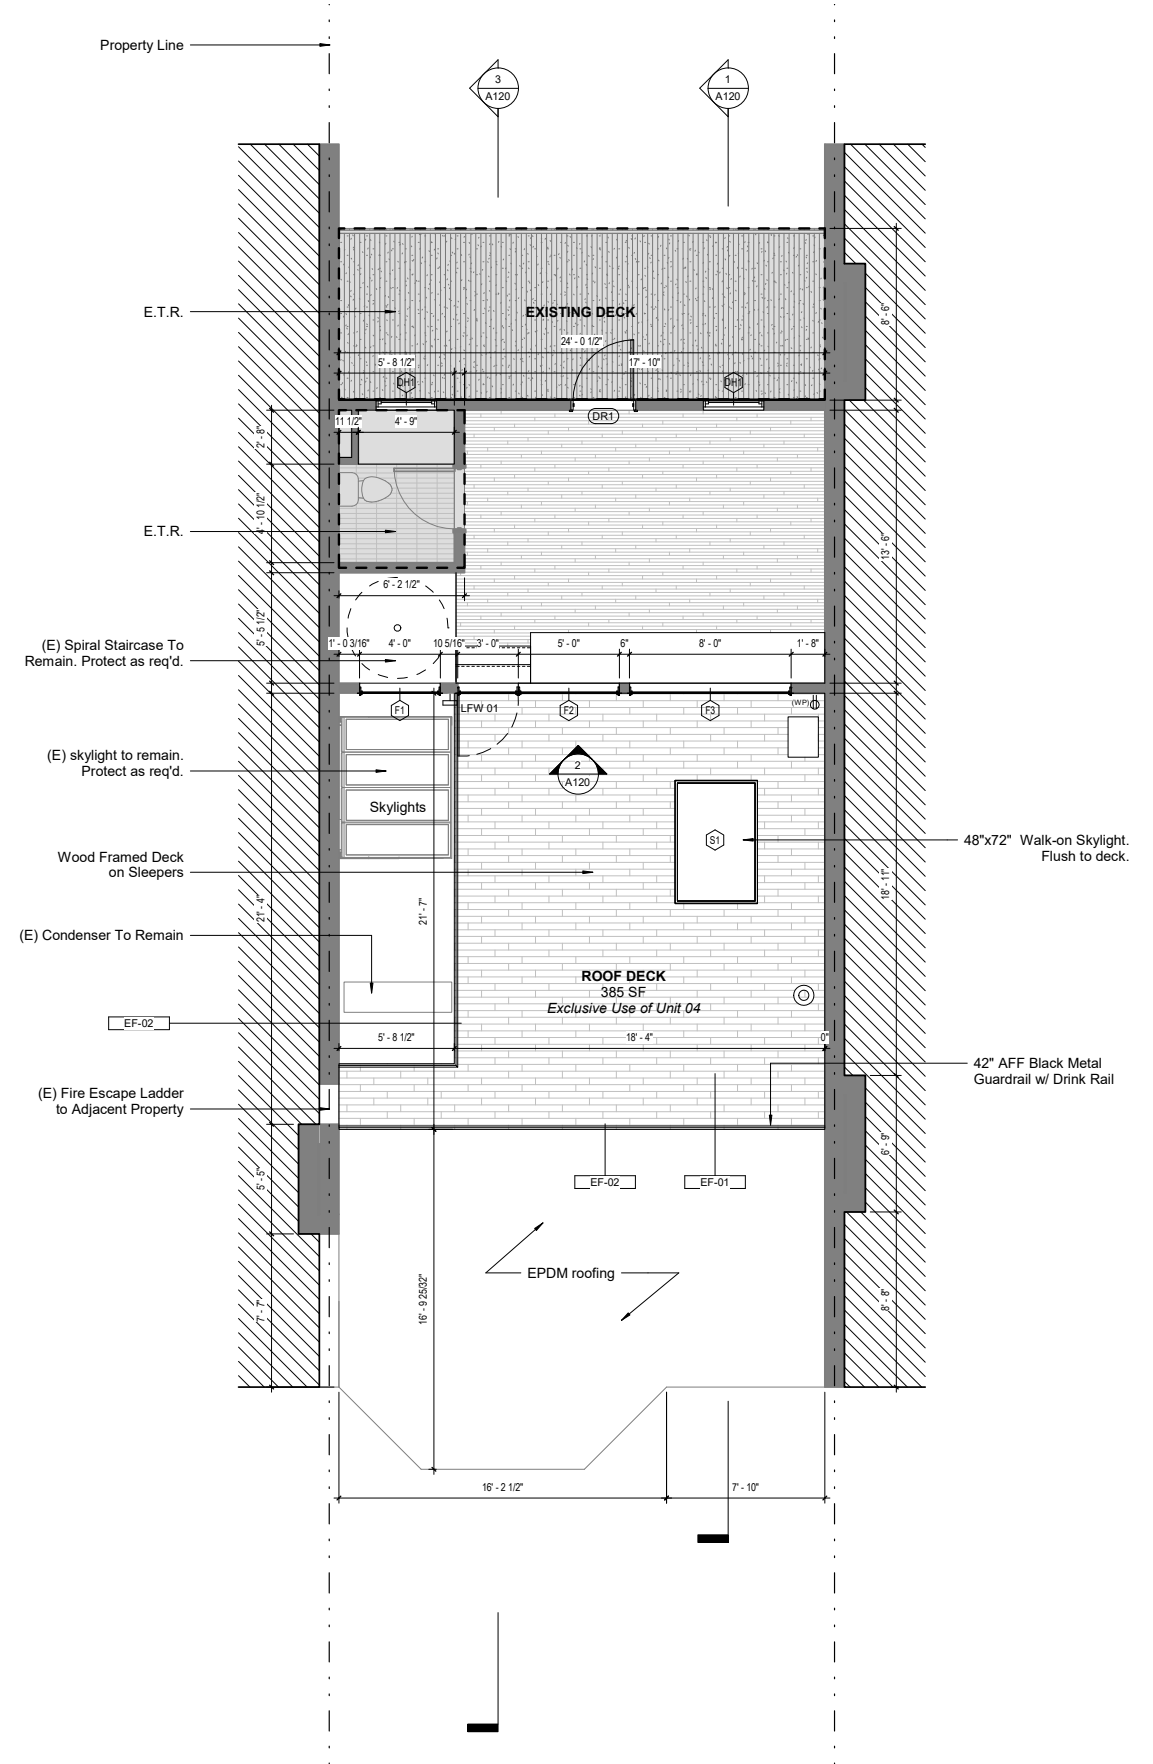 Property Line
3
A120
1
A120
E.T.R.
EXISTING DECK
8' - 6"
24' - 0 1/2"
5' - 8 1/2"
17' - 10"
DH1
DH1
DR1
11 1/2"
4' - 9"
2' - 8"
4' - 10 1/2"
E.T.R.
13' - 6"
6' - 2 1/2"
5' - 5 1/2"
(E) Spiral Staircase To
Remain. Protect as req'd.
1' - 0 3/16"
4' - 0"
10 5/16"
3' - 0"
5' - 0"
6"
8' - 0"
1' - 8"
F1
LFW 01
F2
F3
(WP)
(E) skylight to remain.
Protect as req'd.
2
A120
Skylights
S1
48"x72" Walk-on Skylight.
Flush to deck.
Wood Framed Deck
on Sleepers
21' - 4"
21' - 7"
18' - 11"
(E) Condenser To Remain
ROOF DECK
385 SF
Exclusive Use of Unit 04
EF-02
5' - 8 1/2"
18' - 4"
0"
42" AFF Black Metal
Guardrail w/ Drink Rail
(E) Fire Escape Ladder
to Adjacent Property
6' - 9"
5' - 5"
EF-02
EF-01
EPDM roofing
16' - 9 25/32"
7' - 7"
8' - 8"
16' - 2 1/2"
7' - 10"